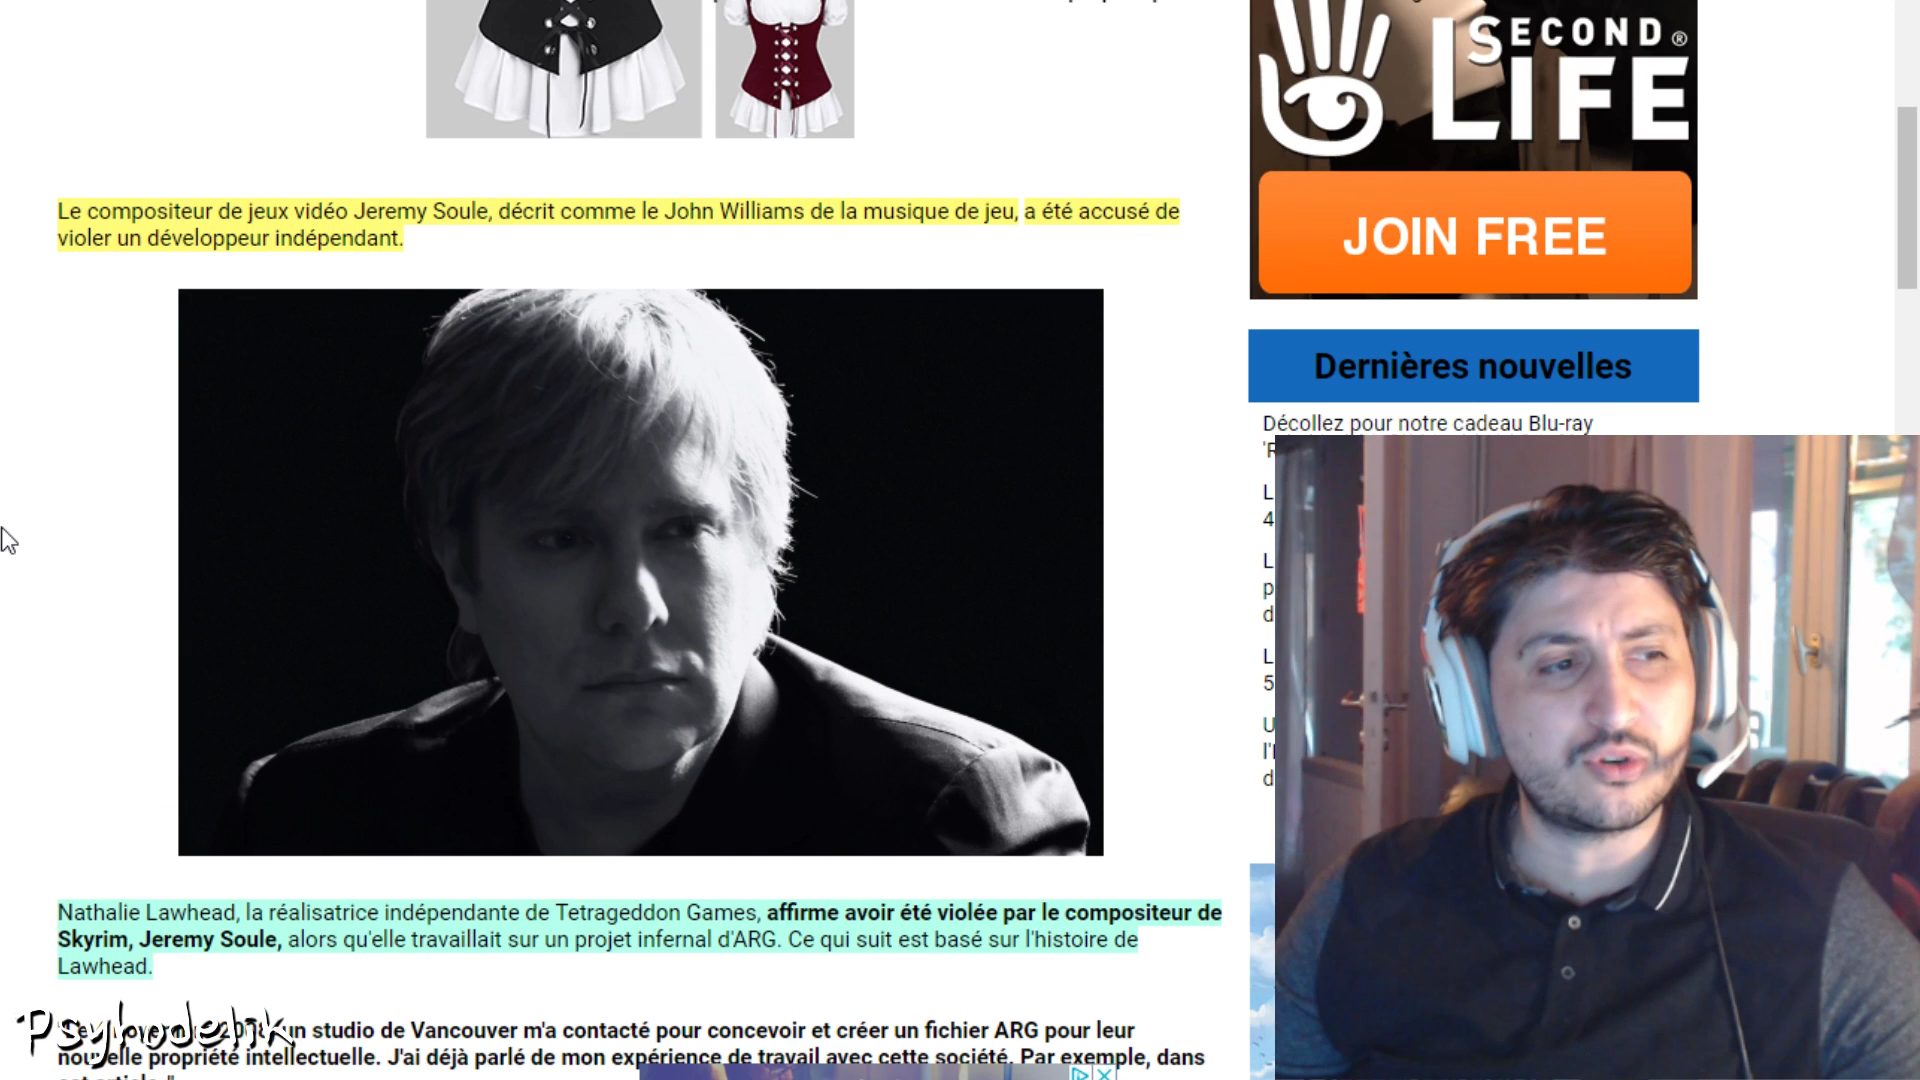 SECOND®
LIFE
JOIN FREE
Le compositeur de jeux vidéo Jeremy Soule, décrit comme le John Williams de la musique de jeu, a été accusé de
violer un développeur indépendant.
Dernières nouvelles
Décollez pour notre cadeau Blu-ray
Nathalie Lawhead, la réalisatrice indépendante de Tetrageddon Games, affirme avoir été violée par le compositeur de
Skyrim, Jeremy Soule, alors qu'elle travaillait sur un projet infernal d'ARG. Ce qui suit est basé sur l'histoire de
Lawhead.
Psyhodelik
un studio de Vancouver m'a contacté pour concevoir et créer un fichier ARG pour leur
nouvelle propriété intellectuelle. J'ai déjà parlé de mon expérience de travail avec cette société. Par exemple, dans